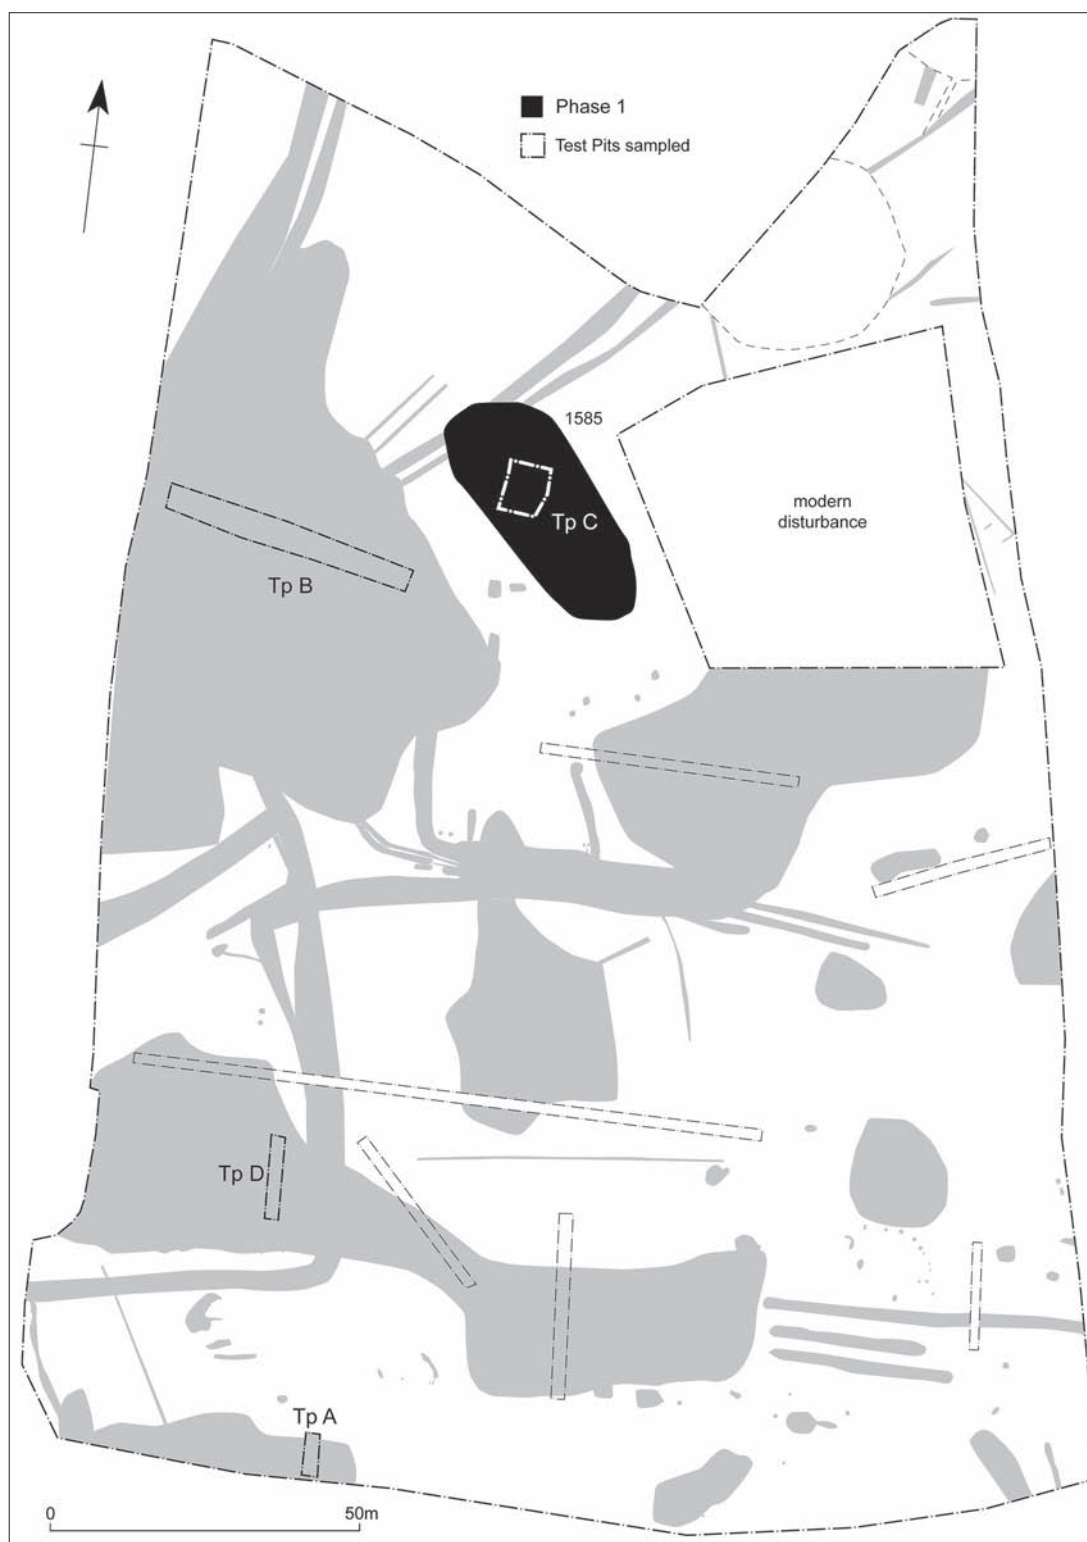 Phase 1
Test Pits sampled
1585
Tp C
modern
disturbance
Tp B
Tp D
Tp A
0 50m